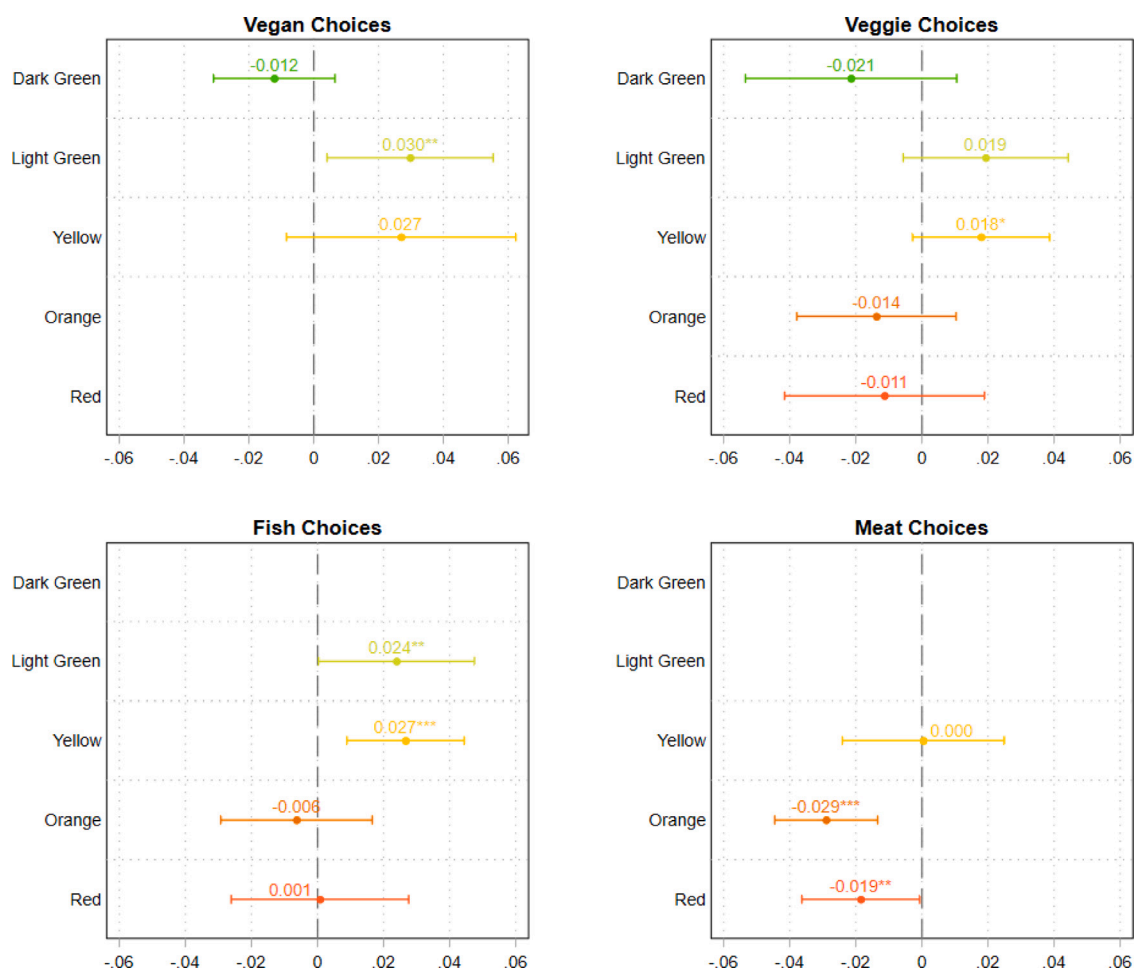 Vegan Choices
Dark Green
-0.012
Light Green
0.030**
Yellow
0.027
Orange
Red
-.06 -.04 -.02 0 .02 .04 .06
Veggie Choices
Dark Green
-0.021
Light Green
0.019
Yellow
0.018*
Orange
-0.014
Red
-0.011
-.06 -.04 -.02 0 .02 .04 .06
Fish Choices
Dark Green
Light Green
0.024**
Yellow
0.027***
Orange
-0.006
Red
0.001
-.06 -.04 -.02 0 .02 .04 .06
Meat Choices
Dark Green
Light Green
Yellow
0.000
Orange
-0.029***
Red
-0.019**
-.06 -.04 -.02 0 .02 .04 .06